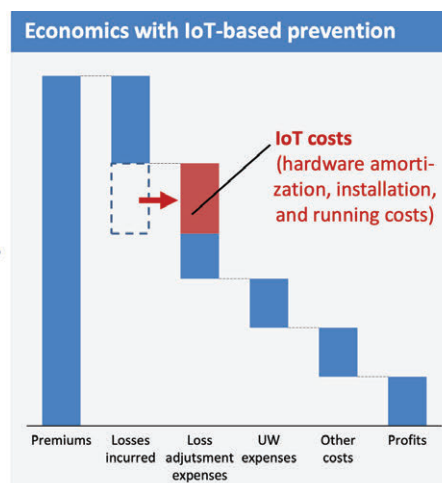 Economics with IoT-based prevention
IoT costs
(hardware amorti-
zation, installation,
and running costs)
Premiums
Losses
incurred
Loss
adjutsment
expenses
UW
expenses
Other
costs
Profits